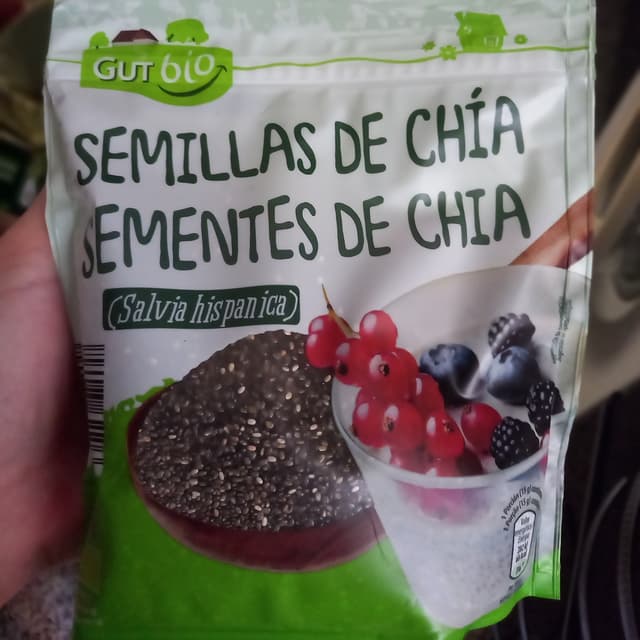 GUT bio
SEMILLAS DE CHÍA
SEMENTES DE CHIA
(Salvia hispanica)